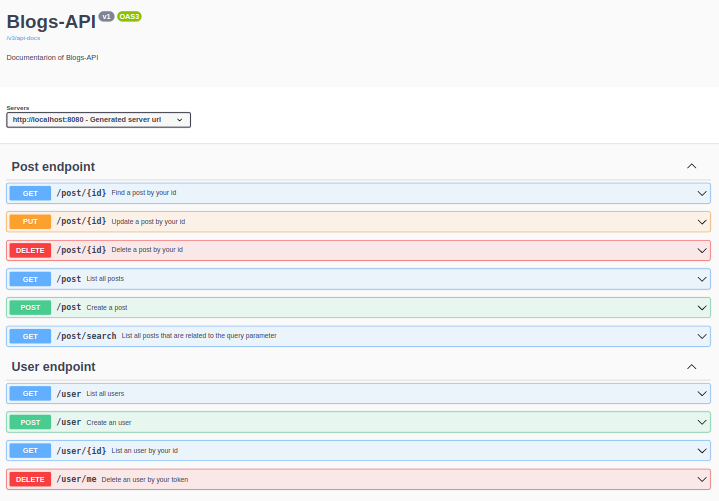 Blogs-API v1 OAS3
/v3/api-docs
Documentarion of Blogs-API
Servers
http://localhost:8080 - Generated server url
Post endpoint
GET /post/{id} Find a post by your id
PUT /post/{id} Update a post by your id
DELETE /post/{id} Delete a post by your id
GET /post List all posts
POST /post Create a post
GET /post/search List all posts that are related to the query parameter
User endpoint
GET /user List all users
POST /user Create an user
GET /user/{id} List an user by your id
DELETE /user/me Delete an user by your token